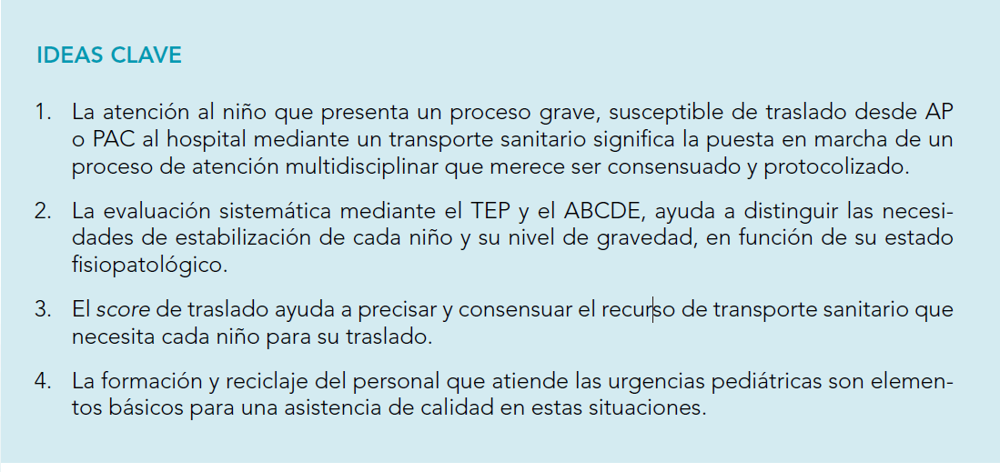 IDEAS CLAVE
1. La atención al niño que presenta un proceso grave, susceptible de traslado desde AP
o PAC al hospital mediante un transporte sanitario significa la puesta en marcha de un
proceso de atención multidisciplinar que merece ser consensuado y protocolizado.
2. La evaluación sistemática mediante el TEP y el ABCDE, ayuda a distinguir las necesi-
dades de estabilización de cada niño y su nivel de gravedad, en función de su estado
fisiopatológico.
3. El score de traslado ayuda a precisar y consensuar el recurso de transporte sanitario que
necesita cada niño para su traslado.
4. La formación y reciclaje del personal que atiende las urgencias pediátricas son elemen-
tos básicos para una asistencia de calidad en estas situaciones.